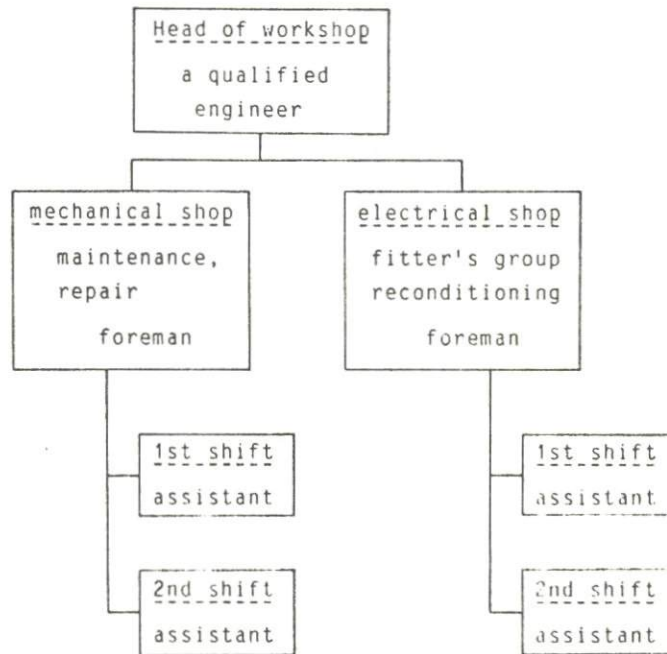 Head of workshop
a qualified
engineer
mechanical shop
maintenance,
repair
foreman
electrical shop
fitter's group
reconditioning
foreman
1st shift
assistant
2nd shift
assistant
1st shift
assistant
2nd shift
assistant